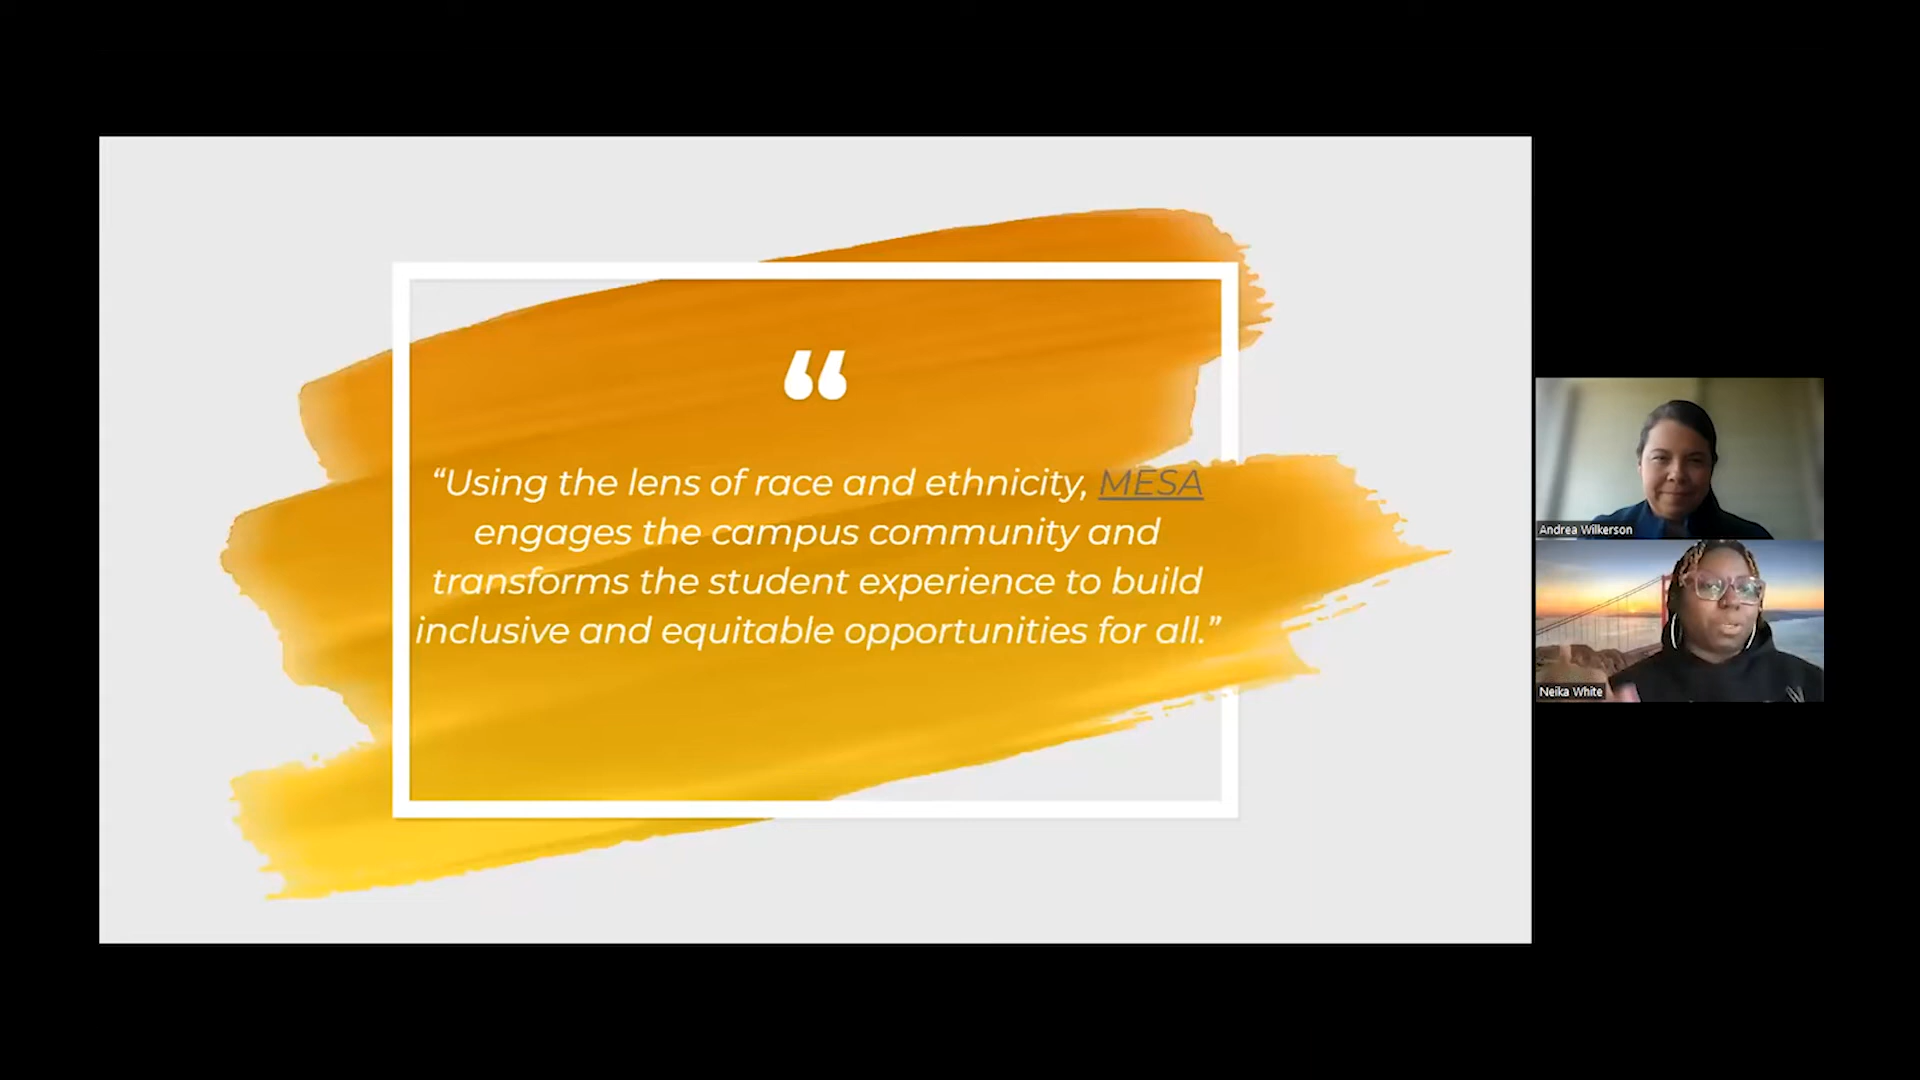 “
“Using the lens of race and ethnicity, MESA
engages the campus community and
transforms the student experience to build
inclusive and equitable opportunities for all.”
Andrea Wilkerson
Neika White